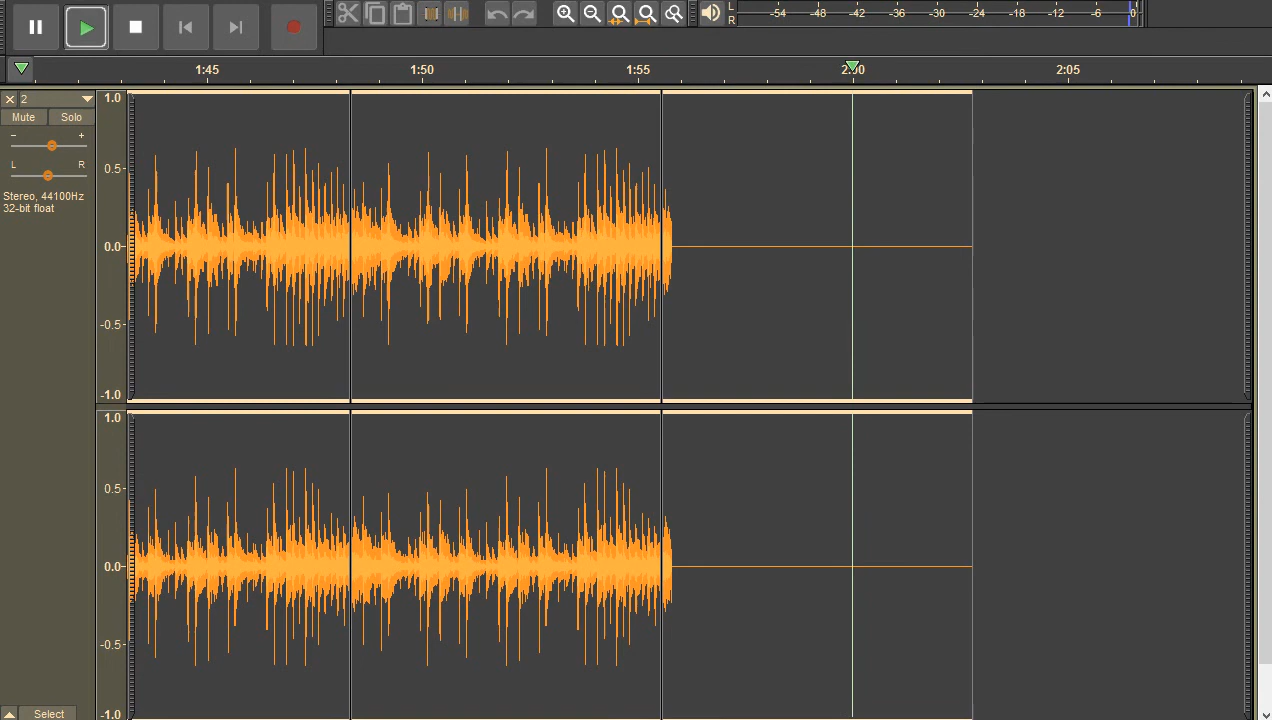 L
R
-54 -48 -42 -36 -30 -24 -18 -12 -6 0
1:45 1:50 1:55 2:00 2:05
2
Mute Solo
- +
L R
Stereo, 44100Hz
32-bit float
1.0
0.5
0.0
-0.5
-1.0
1.0
0.5
0.0
-0.5
-1.0
Select